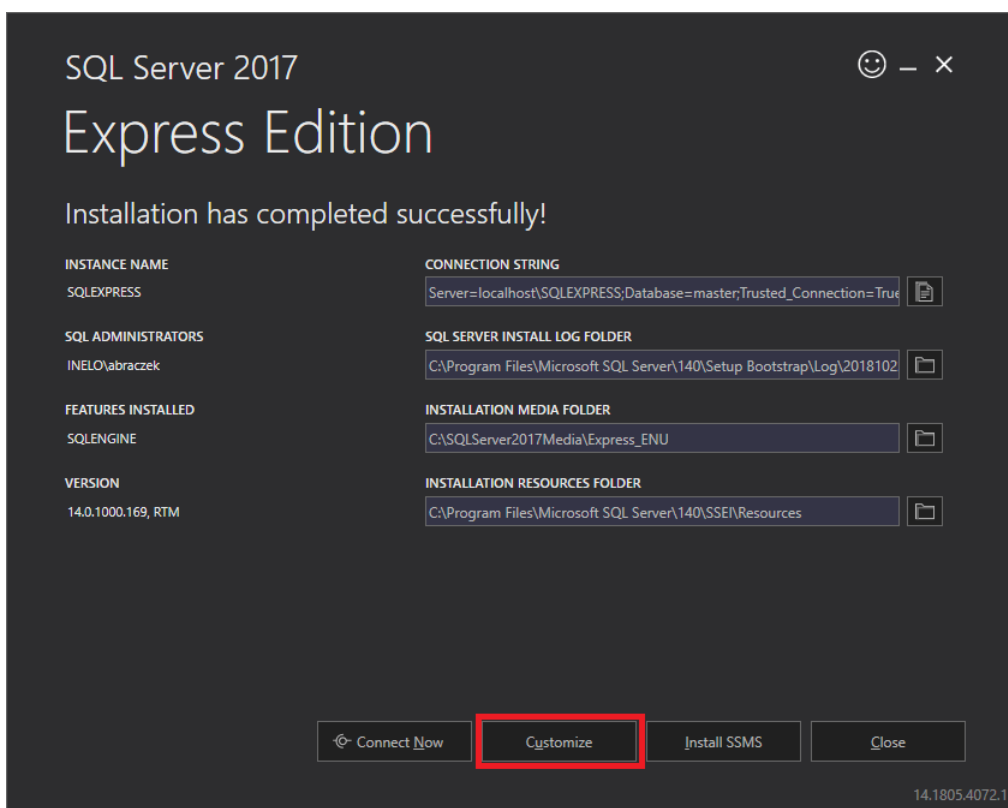 SQL Server 2017
Express Edition
Installation has completed successfully!
INSTANCE NAME
SQLEXPRESS
CONNECTION STRING
Server=localhost\SQLEXPRESS;Database=master;Trusted_Connection=True
SQL ADMINISTRATORS
INELO\abraczek
SQL SERVER INSTALL LOG FOLDER
C:\Program Files\Microsoft SQL Server\140\Setup Bootstrap\Log\2018102
FEATURES INSTALLED
SQLENGINE
INSTALLATION MEDIA FOLDER
C:\SQLServer2017Media\Express_ENU
VERSION
14.0.1000.169, RTM
INSTALLATION RESOURCES FOLDER
C:\Program Files\Microsoft SQL Server\140\SSEI\Resources
Connect Now
Customize
Install SSMS
Close
14.1805.4072.1